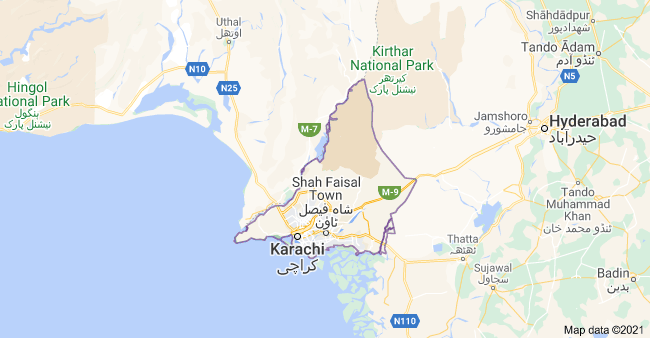 Shāhdādpur
شهدادپور
Uthal
اوتھل
Kirthar
National Park
کیرتھر
نیشنل پارک
Tando Ādam
ٹنڈو آدم
N10
N5
Hingol
National Park
ہنگول
نیشنل پارک
N25
Jamshoro
جامشورو
Hyderabad
حیدرآباد
M-7
Shah Faisal
Town
شاہ فیصل
ٹاؤن
M-9
Tando
Muhammad
Khan
ٹنڈو محمد خان
Karachi
کراچی
Thatta
ٹھٹھہ
Sujawal
سجاول
Badin
بدین
N110
Map data ©2021